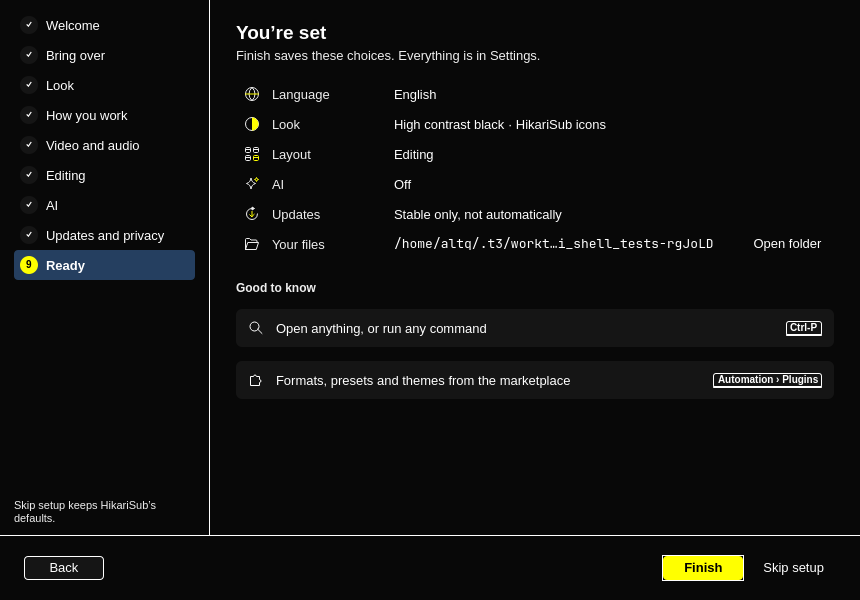 Welcome
Bring over
Look
How you work
Video and audio
Editing
AI
Updates and privacy
9 Ready
Skip setup keeps HikariSub's
defaults.
You’re set
Finish saves these choices. Everything is in Settings.
Language English
Look High contrast black · HikariSub icons
Layout Editing
AI Off
Updates Stable only, not automatically
Your files /home/altq/.t3/workt…i_shell_tests-rgJoLD Open folder
Good to know
Open anything, or run any command Ctrl-P
Formats, presets and themes from the marketplace Automation › Plugins
Back Finish Skip setup